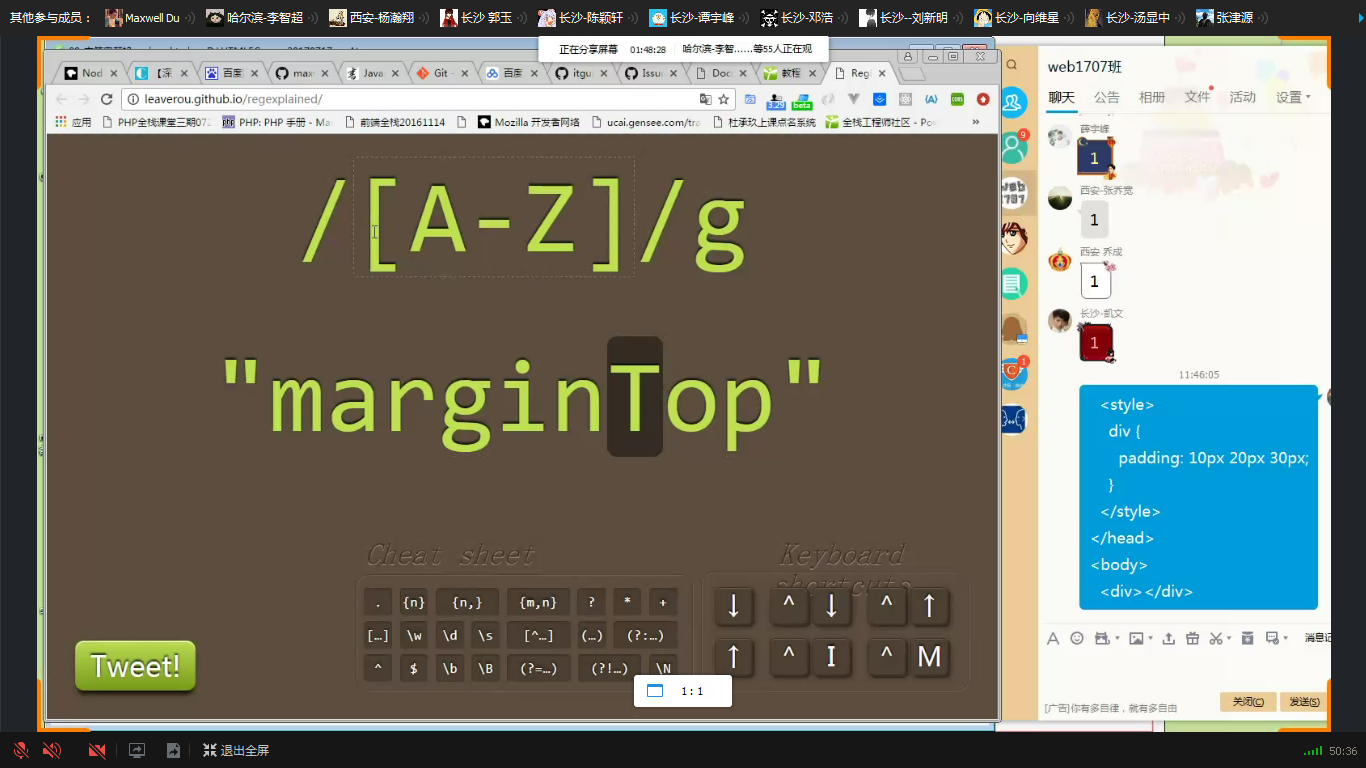 其他参与成员： Maxwell Du 哈尔滨-李智超 西安-杨瀚翔 长沙 郭玉 长沙-陈颖轩 长沙-谭宇峰 长沙-邓浩 长沙--刘新明 长沙-向维星 长沙-汤显中 张津源
正在分享屏幕 01:48:28 哈尔滨-李智......等55人正在观
Nod 【深 百度 max Java Git - 百度 itgu Issu Doc 教程 Reg
leaverou.github.io/regexplained/
应用 PHP全栈课堂三期07 PHP: PHP 手册 - Ma 前端全栈20161114 Mozilla 开发者网络 ucai.gensee.com/tra 杜承玖上课点名系统 全栈工程师社区 - Po »
/[A-Z]/g
"marginTop"
Cheat sheet
. {n} {n,} {m,n} ? * +
[…] \w \d \s [^…] (…) (?:…)
^ $ \b \B (?=…) (?!…) \N
Keyboard
shortcuts
↓ ^ ↓ ^ ↑
↑ ^ I ^ M
Tweet!
1:1
web1707班
聊天 公告 相册 文件 活动 设置
薛宇峰
1
西安-张乔宽
1
西安 乔成
1
长沙-凯文
1
11:46:05
<style>
div {
padding: 10px 20px 30px;
}
</style>
</head>
<body>
<div></div>
消息记
[广告]你有多自律，就有多自由
关闭(C) 发送(S)
退出全屏
50:36